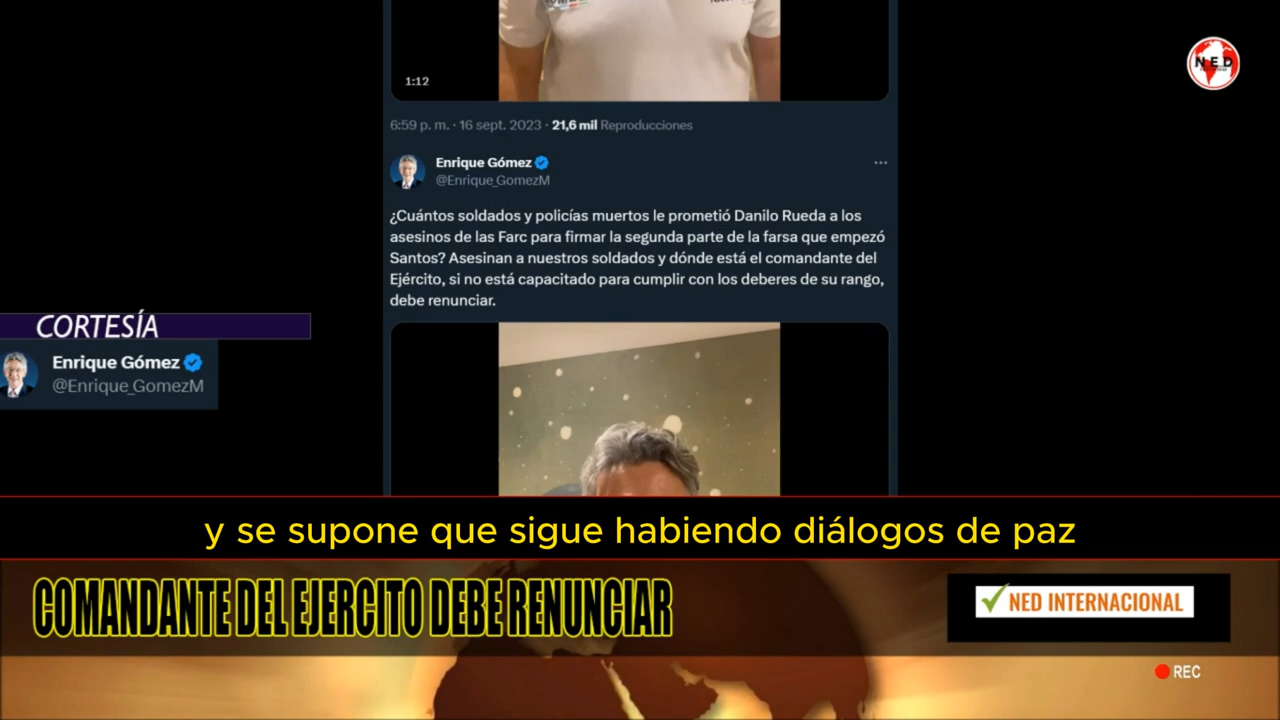 1:12
NED
6:59 p. m. · 16 sept. 2023 · 21,6 mil Reproducciones
Enrique Gómez
@Enrique_GomezM
¿Cuántos soldados y policías muertos le prometió Danilo Rueda a los
asesinos de las Farc para firmar la segunda parte de la farsa que empezó
Santos? Asesinan a nuestros soldados y dónde está el comandante del
Ejército, si no está capacitado para cumplir con los deberes de su rango,
debe renunciar.
CORTESÍA
Enrique Gómez
@Enrique_GomezM
y se supone que sigue habiendo diálogos de paz
COMANDANTE DEL EJERCITO DEBE RENUNCIAR
NED INTERNACIONAL
REC